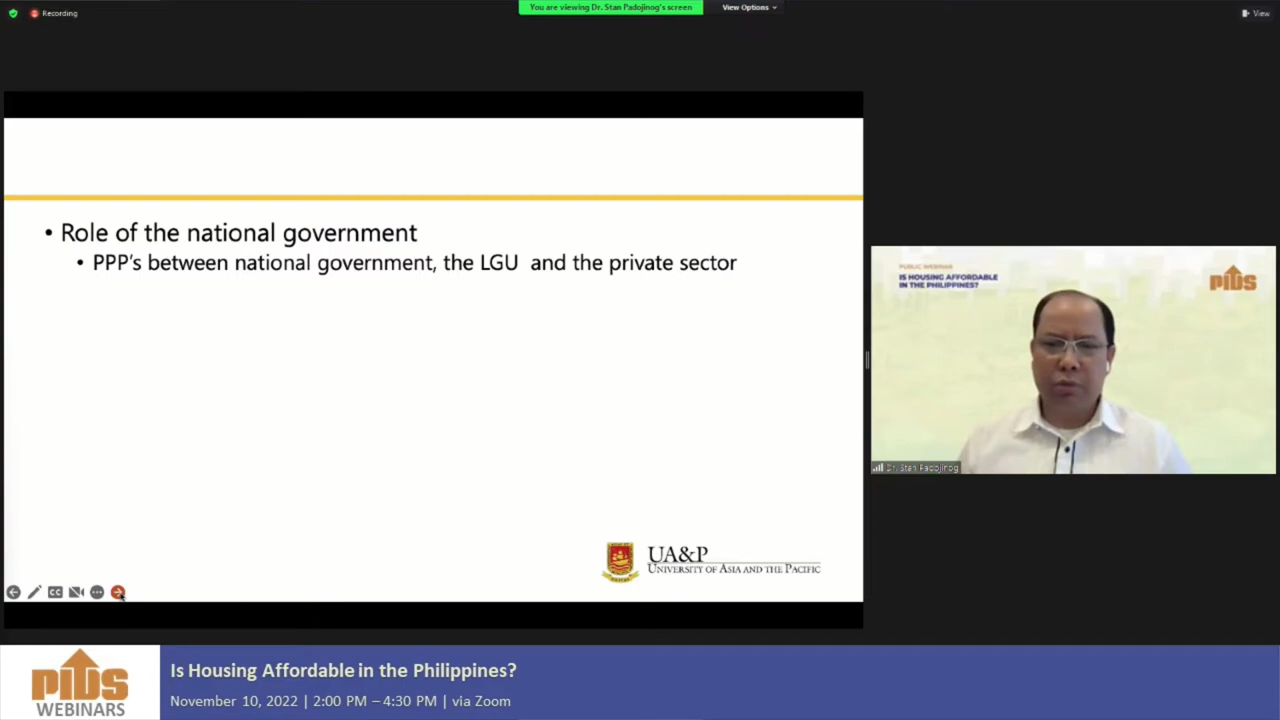 Recording
You are viewing Dr. Stan Padojinog's screen
View Options
View
• Role of the national government
• PPP's between national government, the LGU and the private sector
UA&P
UNIVERSITY OF ASIA AND THE PACIFIC
CC
PUBLIC WEBINAR
IS HOUSING AFFORDABLE
IN THE PHILIPPINES?
PIDS
Dr. Stan Padojinog
PIDS
WEBINARS
Is Housing Affordable in the Philippines?
November 10, 2022 | 2:00 PM – 4:30 PM | via Zoom